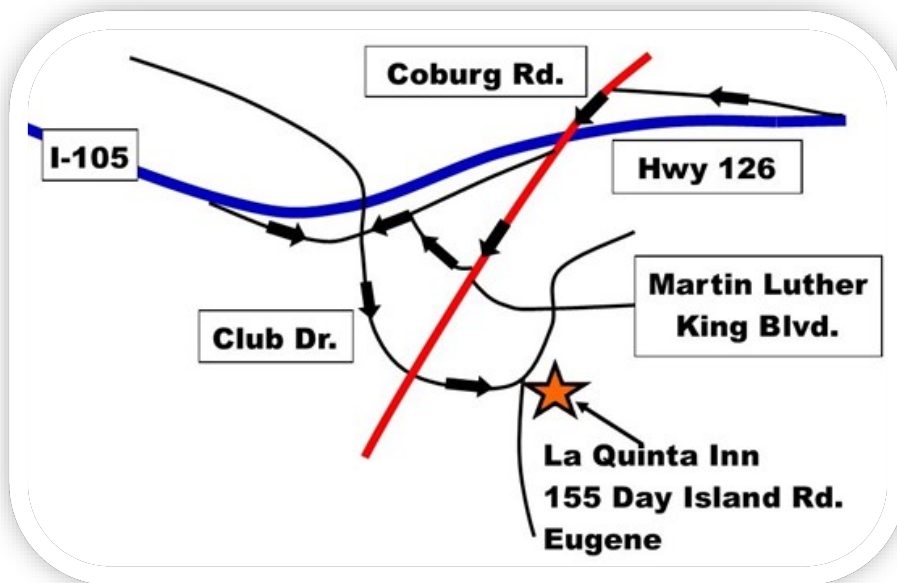 Coburg Rd.
I-105
Hwy 126
Martin Luther
King Blvd.
Club Dr.
La Quinta Inn
155 Day Island Rd.
Eugene